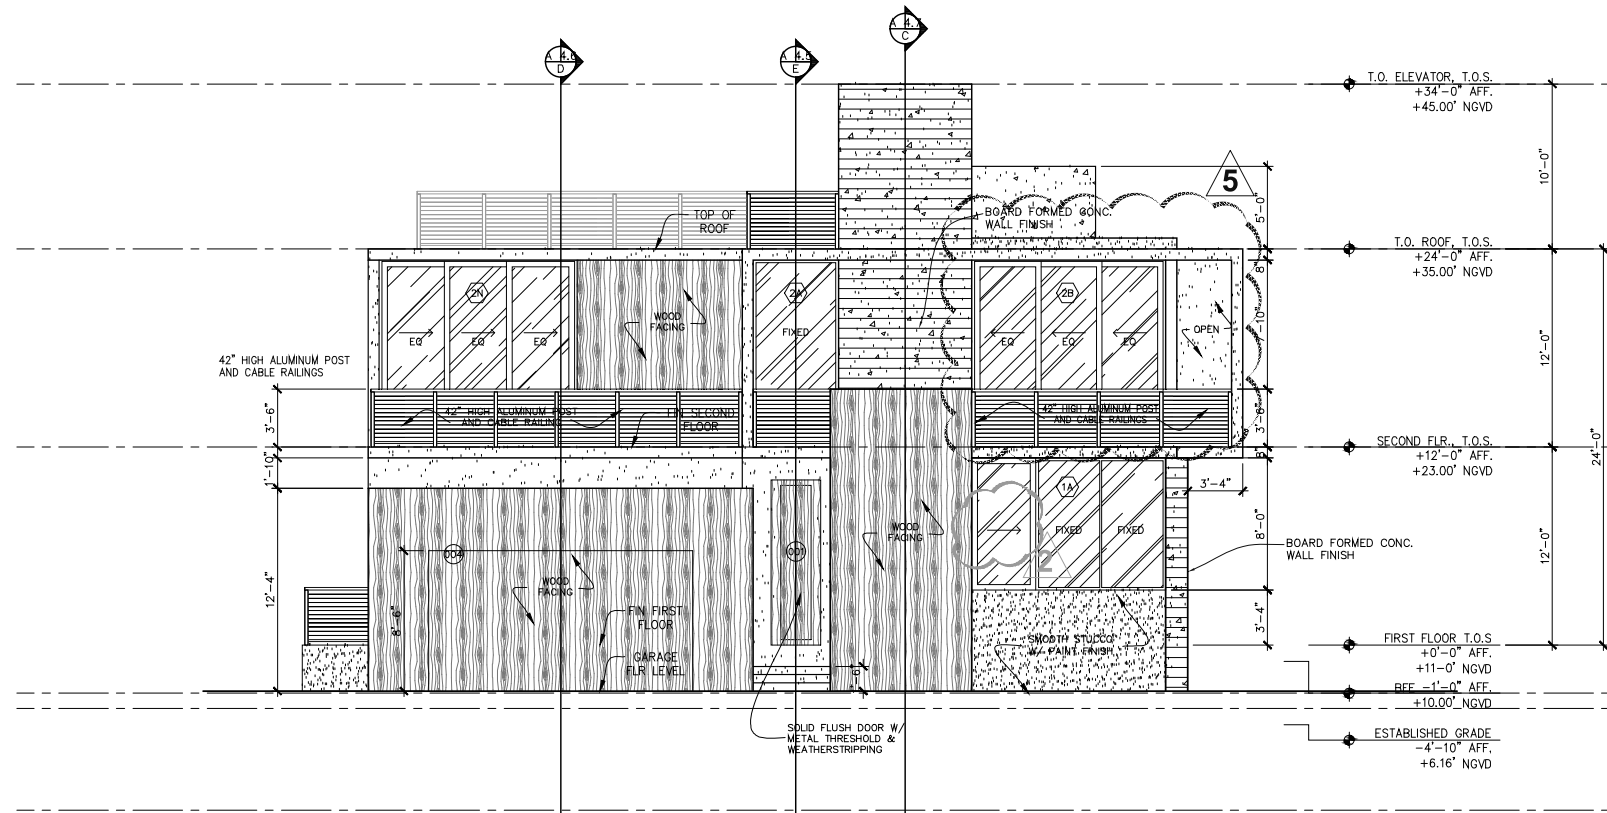 A 4.7
C
A 4.6
D
A 4.5
E
T.O. ELEVATOR, T.O.S.
+34'-0" AFF.
+45.00' NGVD
10'-0"
5
5'-0"
TOP OF
ROOF
BOARD FORMED CONC.
WALL FINISH
T.O. ROOF, T.O.S.
+24'-0" AFF.
+35.00' NGVD
8"
2N
2A
2B
WOOD
FACING
FIXED
OPEN
EQ
EQ
EQ
EQ
EQ
EQ
12'-0"
42" HIGH ALUMINUM POST
AND CABLE RAILINGS
3'-6"
42" HIGH ALUMINUM POST
AND CABLE RAILING
FIN SECOND
FLOOR
42" HIGH ALUMINUM POST
AND CABLE RAILINGS
3'-6"
SECOND FLR., T.O.S.
+12'-0" AFF.
+23.00' NGVD
24'-0"
1'-10"
3'-4"
1A
WOOD
FACING
FIXED
FIXED
8'-0"
BOARD FORMED CONC.
WALL FINISH
12'-0"
004
001
2
12'-4"
8'-6"
WOOD
FACING
FIN FIRST
FLOOR
GARAGE
FLR LEVEL
SMOOTH STUCCO
W/ PAINT FINISH
3'-4"
FIRST FLOOR T.O.S
+0'-0" AFF.
+11-0' NGVD
BFE -1'-0" AFF.
+10.00' NGVD
SOLID FLUSH DOOR W/
METAL THRESHOLD &
WEATHERSTRIPPING
ESTABLISHED GRADE
-4'-10" AFF.
+6.16' NGVD